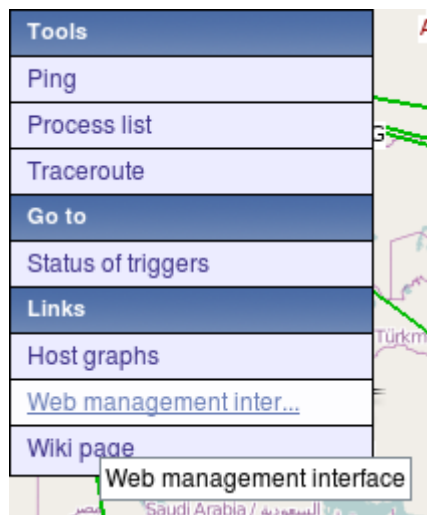 Tools
Ping
Process list
Traceroute
Go to
Status of triggers
Links
Host graphs
Web management inter...
Wiki page
Web management interface
Türkm
Saudi Arabia /